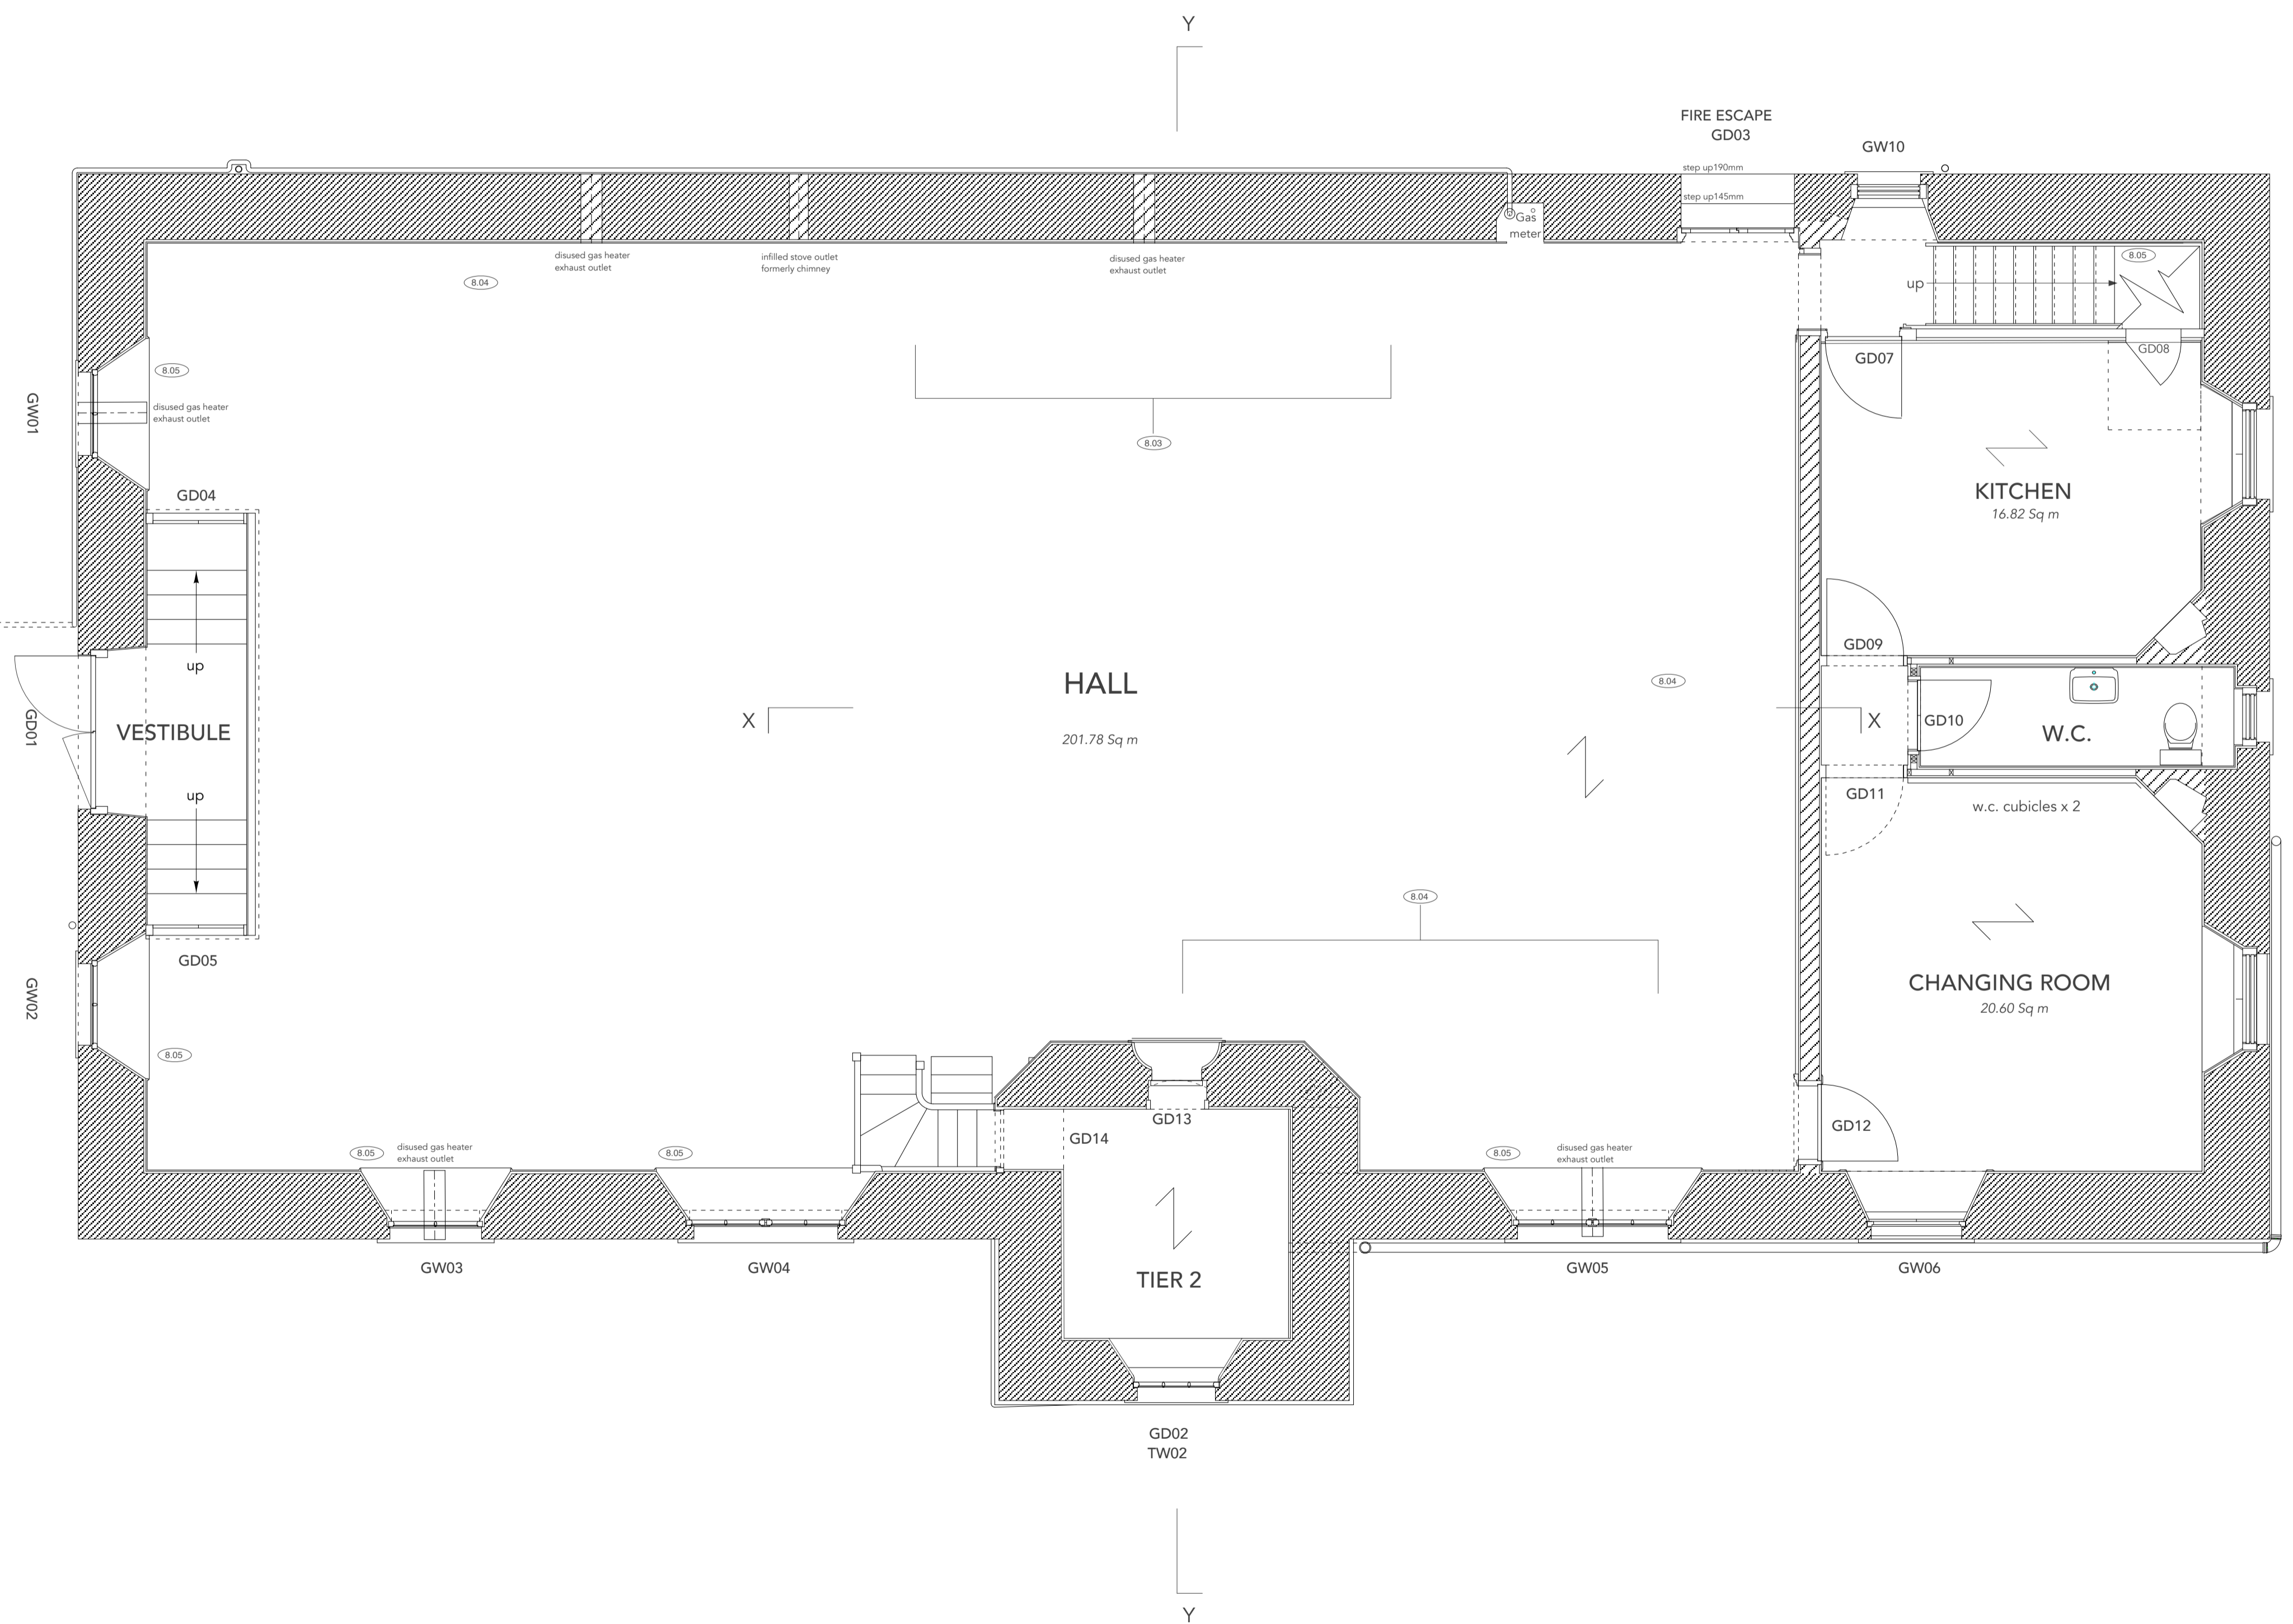 Y
FIRE ESCAPE
GD03
GW10
step up190mm
step up145mm
Gas
meter
disused gas heater
exhaust outlet
infilled stove outlet
formerly chimney
disused gas heater
exhaust outlet
8.04
8.05
up
GD07
GD08
GW01
8.05
disused gas heater
exhaust outlet
8.03
GD04
KITCHEN
16.82 Sq m
up
GD09
HALL
201.78 Sq m
8.04
X
X
GD01
VESTIBULE
GD10
W.C.
up
GD11
w.c. cubicles x 2
8.04
GD05
GW02
CHANGING ROOM
20.60 Sq m
8.05
GD13
GD14
GD12
8.05
disused gas heater
exhaust outlet
8.05
8.05
disused gas heater
exhaust outlet
GW03
GW04
TIER 2
GW05
GW06
GD02
TW02
Y